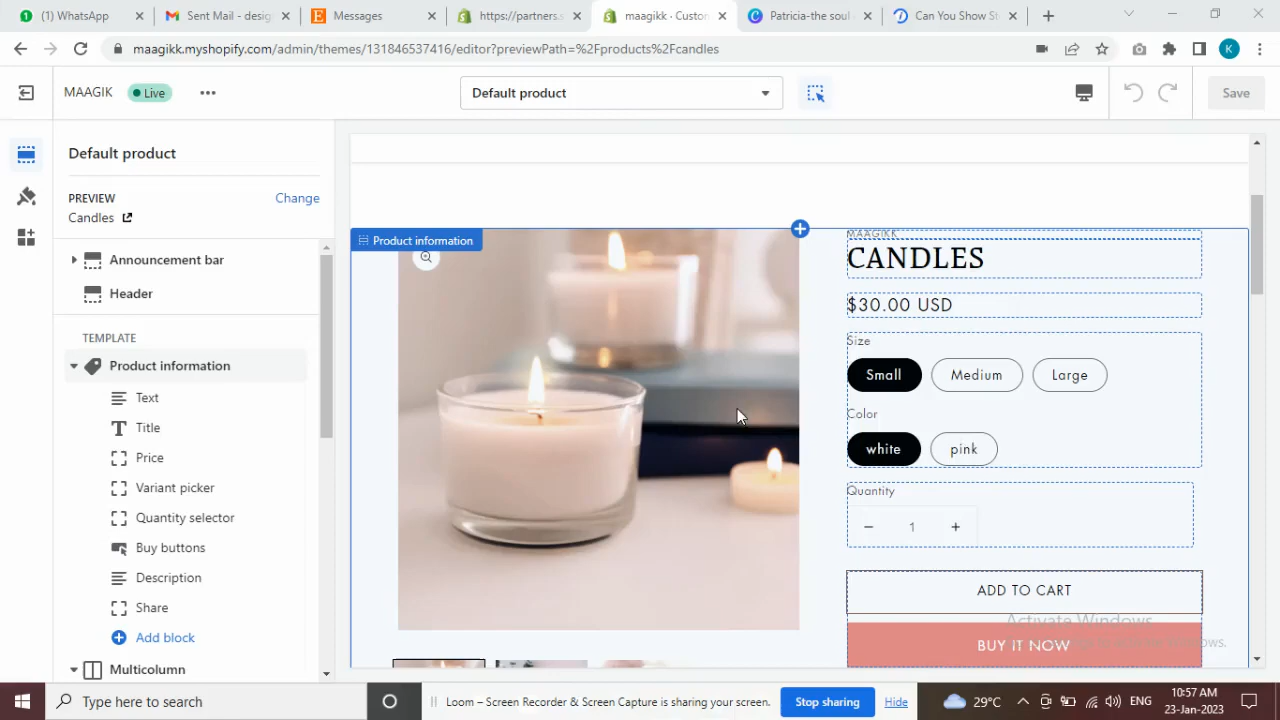 (1) WhatsApp
Sent Mail - desig
Messages
https://partners.s
maagikk · Custon
Patricia-the soul -
Can You Show St
maagikk.myshopify.com/admin/themes/131846537416/editor?previewPath=%2Fproducts%2Fcandles
K
MAAGIK
Live
Default product
Save
Default product
PREVIEW
Change
Candles
Announcement bar
Header
TEMPLATE
Product information
Text
Title
Price
Variant picker
Quantity selector
Buy buttons
Description
Share
Add block
Multicolumn
Product information
MAAGIKK
CANDLES
$30.00 USD
Size
Small Medium Large
Color
white pink
Quantity
1
ADD TO CART
Activate Windows
BUY IT NOW
Windows.
Type here to search
Loom – Screen Recorder & Screen Capture is sharing your screen.
Stop sharing
Hide
29°C
ENG
10:57 AM
23-Jan-2023